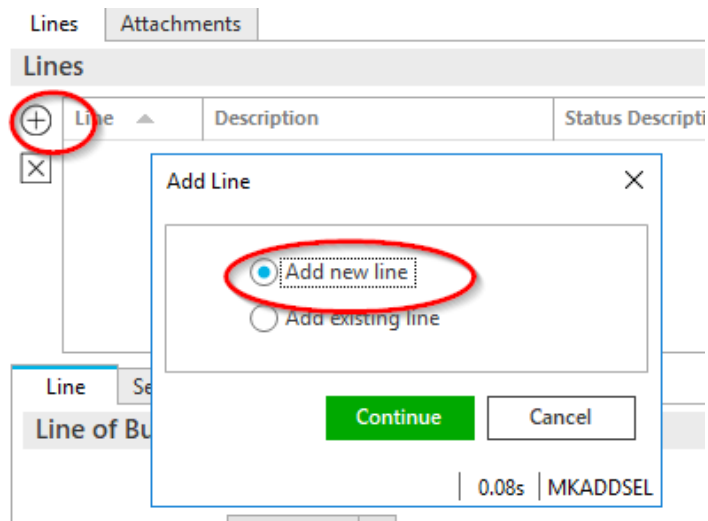 Lines Attachments
Lines
Line Description Status Descripti
Add Line
Add new line
Add existing line
Line Se
Continue Cancel
Line of Bu
0.08s MKADDSEL